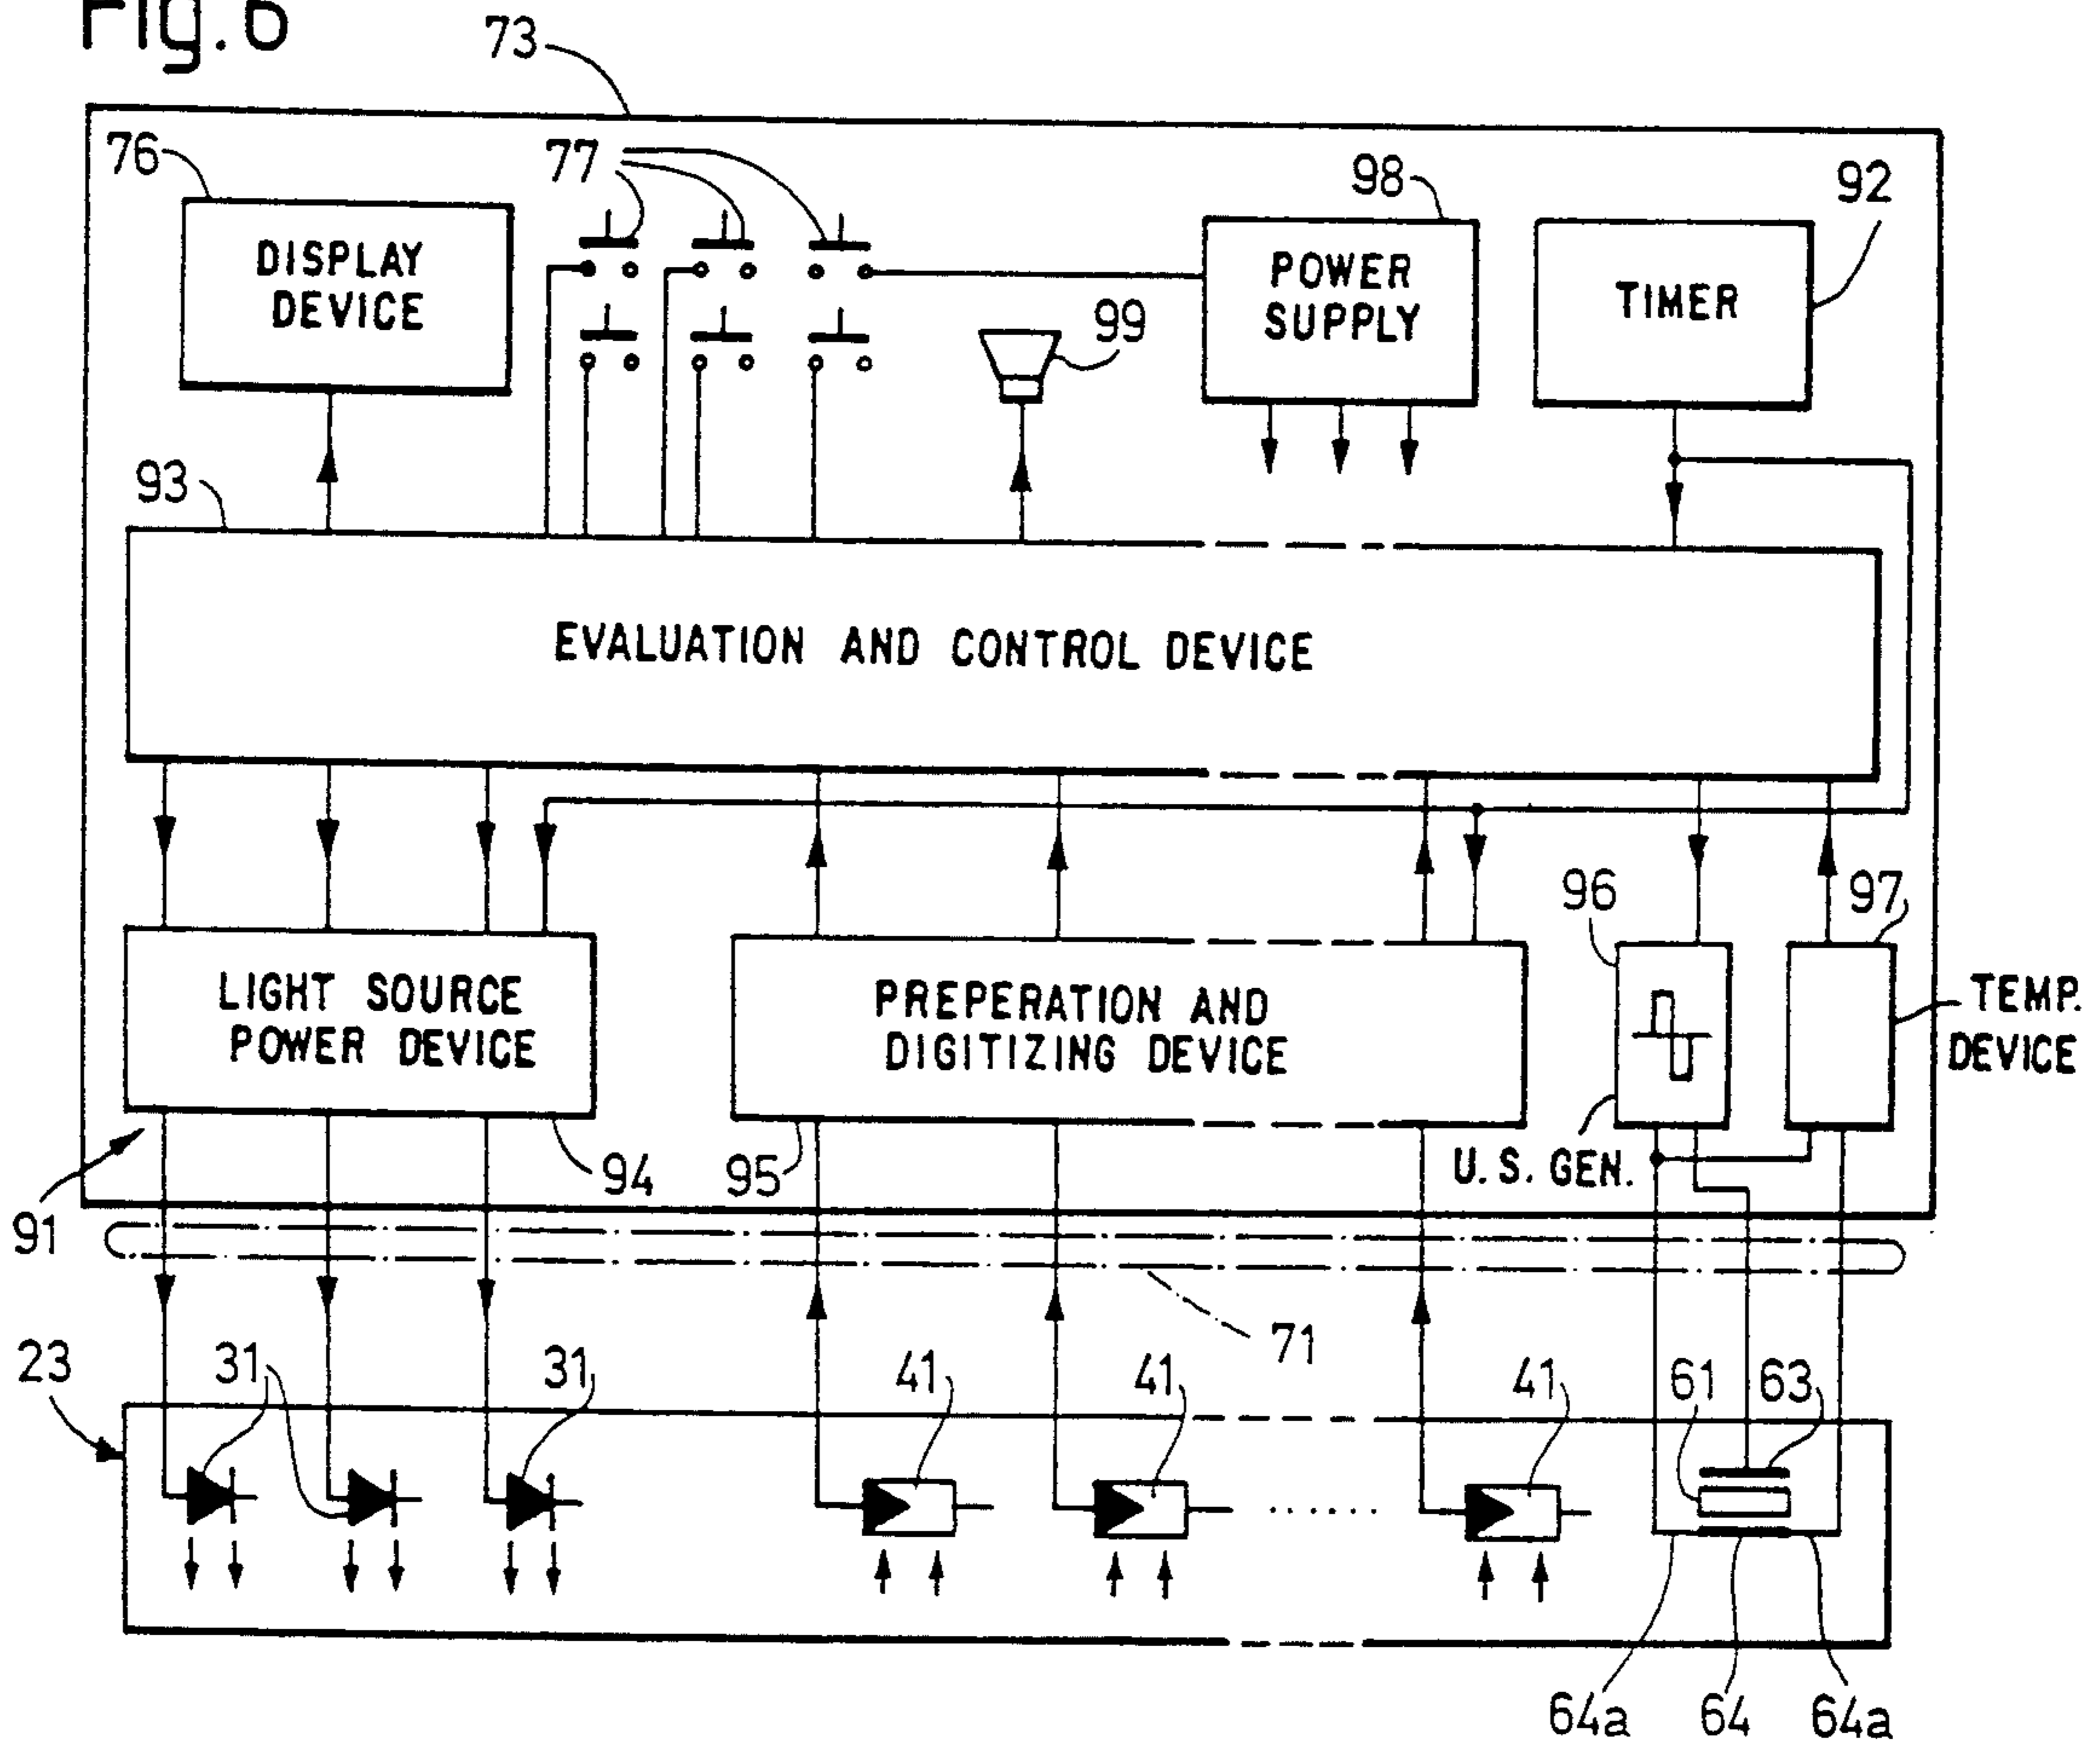 Fig. 6
73
76
77
98
92
DISPLAY
DEVICE
POWER
SUPPLY
TIMER
99
93
EVALUATION AND CONTROL DEVICE
96
97
LIGHT SOURCE
POWER DEVICE
PREPERATION AND
DIGITIZING DEVICE
TEMP.
DEVICE
91
94
95
U.S. GEN.
71
23
31
31
41
41
41
61
63
64a
64
64a